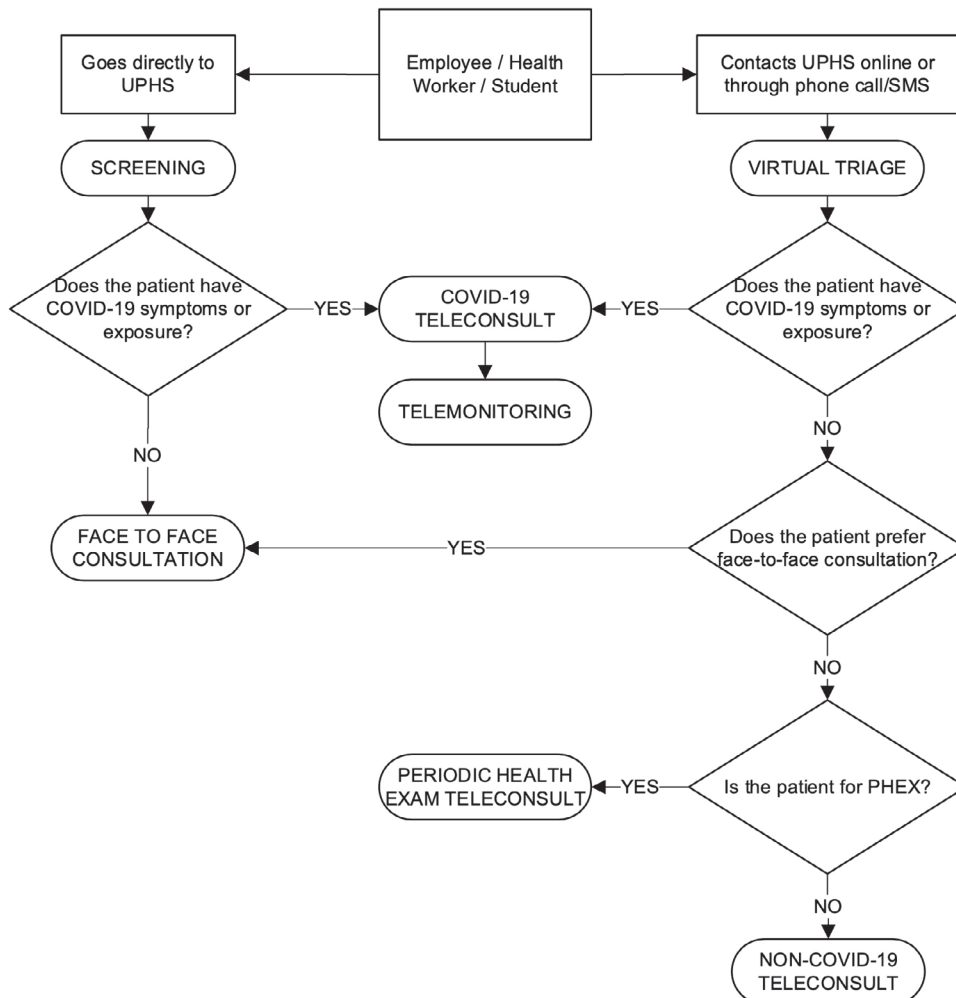 Goes directly to
UPHS
Employee / Health
Worker / Student
Contacts UPHS online or
through phone call/SMS
SCREENING
VIRTUAL TRIAGE
Does the patient have
COVID-19 symptoms or
exposure?
YES
COVID-19
TELECONSULT
YES
Does the patient have
COVID-19 symptoms or
exposure?
TELEMONITORING
NO
NO
FACE TO FACE
CONSULTATION
YES
Does the patient prefer
face-to-face consultation?
NO
PERIODIC HEALTH
EXAM TELECONSULT
YES
Is the patient for PHEX?
NO
NON-COVID-19
TELECONSULT